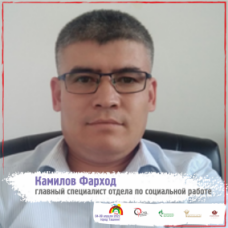 Камилов Фарход
главный специалист отдела по социальной работе